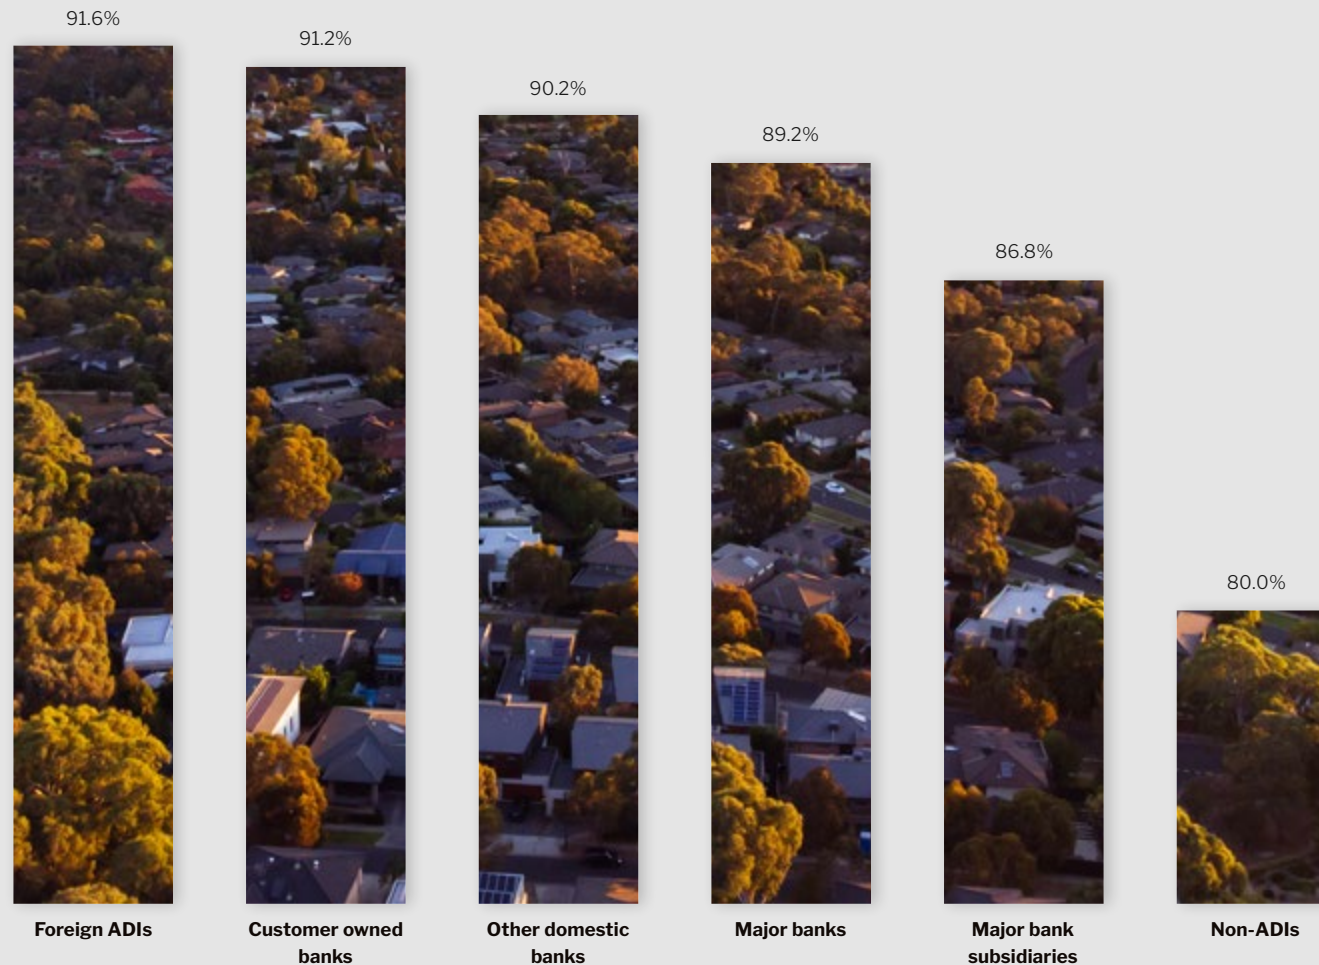 91.6%
91.2%
90.2%
89.2%
86.8%
80.0%
Foreign ADIs
Customer owned
banks
Other domestic
banks
Major banks
Major bank
subsidiaries
Non-ADIs